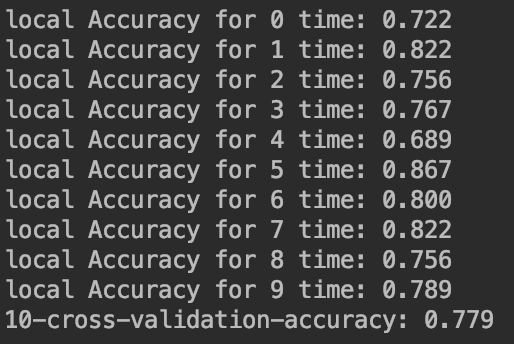 local Accuracy for 0 time: 0.722
local Accuracy for 1 time: 0.822
local Accuracy for 2 time: 0.756
local Accuracy for 3 time: 0.767
local Accuracy for 4 time: 0.689
local Accuracy for 5 time: 0.867
local Accuracy for 6 time: 0.800
local Accuracy for 7 time: 0.822
local Accuracy for 8 time: 0.756
local Accuracy for 9 time: 0.789
10-cross-validation-accuracy: 0.779